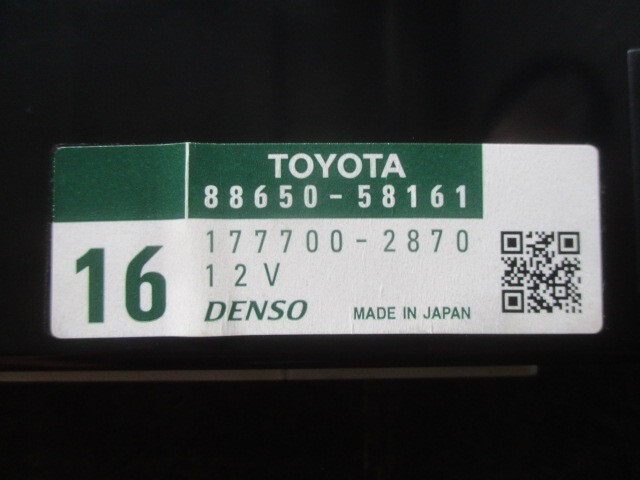 TOYOTA
88650-58161
16
177700-2870
12V
DENSO
MADE IN JAPAN